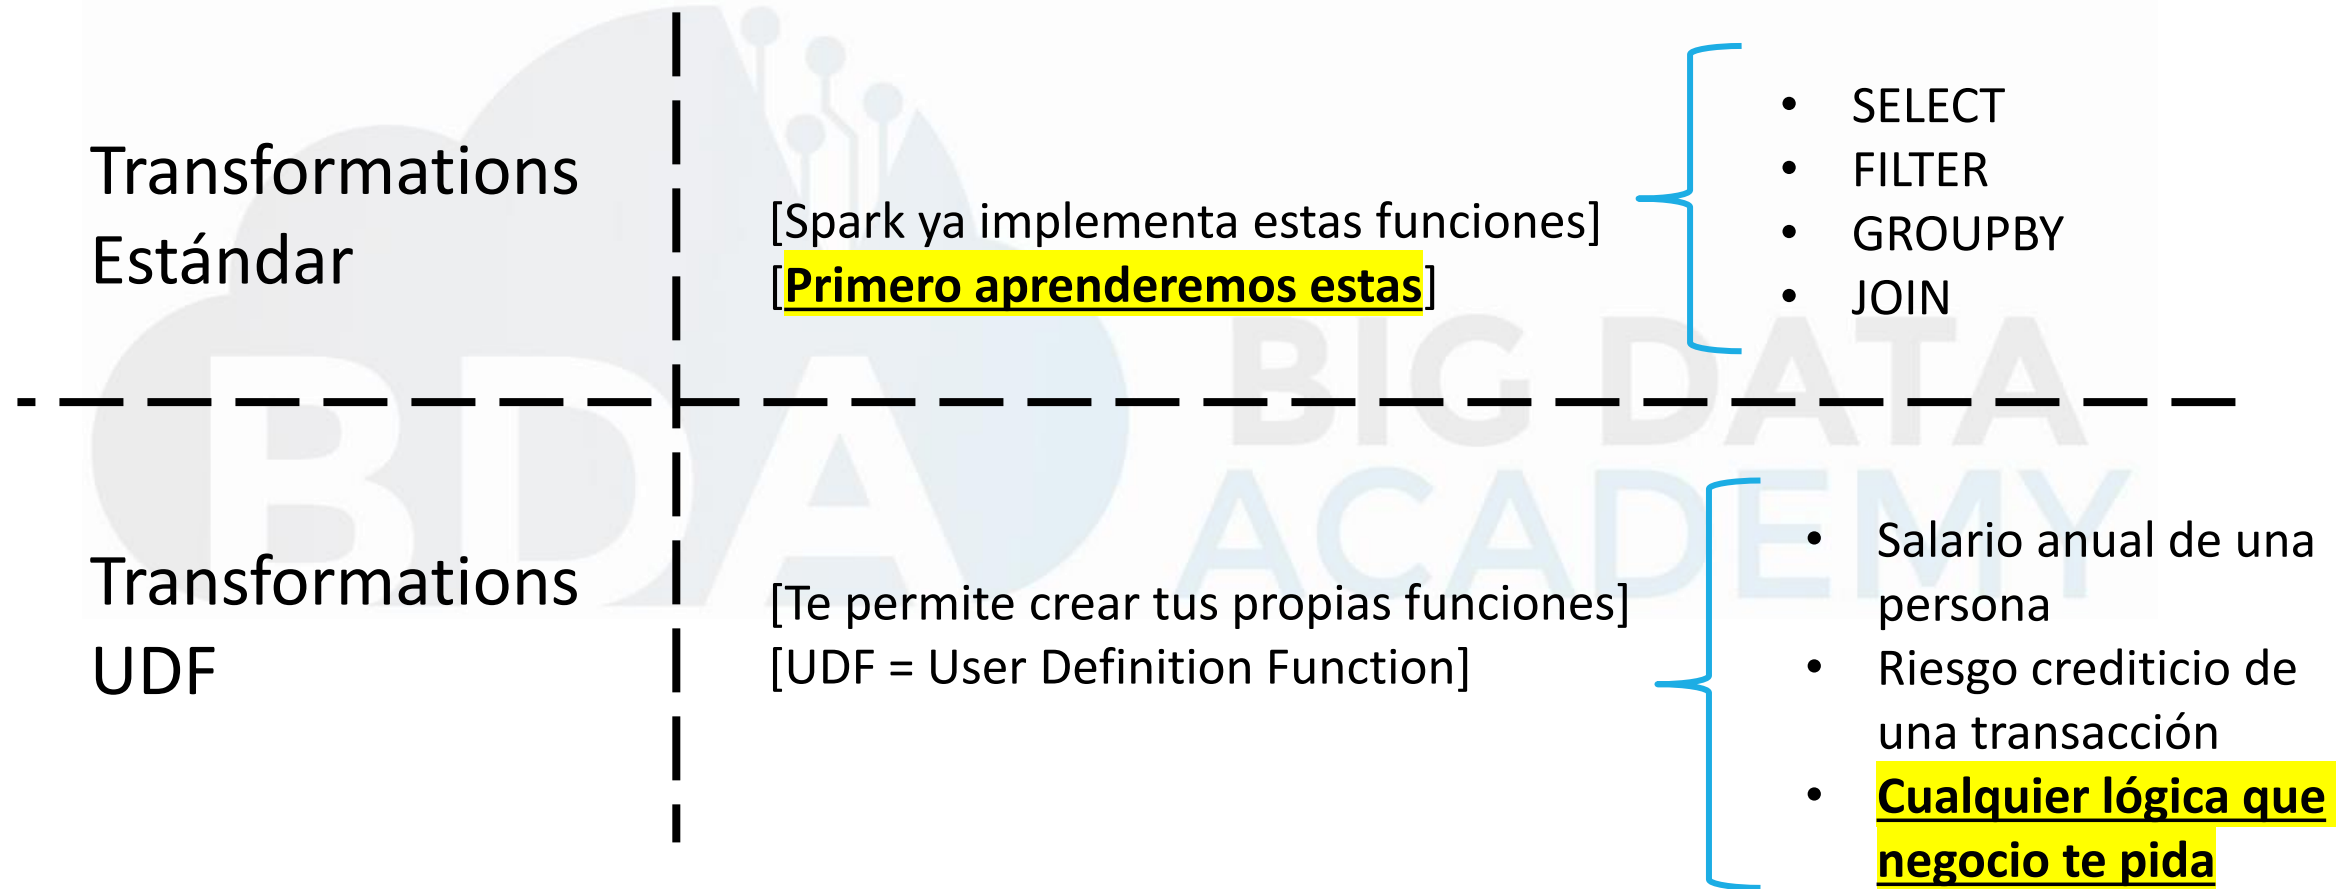 Transformations
Estándar
[Spark ya implementa estas funciones]
[Primero aprenderemos estas]
• SELECT
• FILTER
• GROUPBY
• JOIN
Transformations
UDF
[Te permite crear tus propias funciones]
[UDF = User Definition Function]
• Salario anual de una
persona
• Riesgo crediticio de
una transacción
• Cualquier lógica que
negocio te pida
BDA
BIG DATA
ACADEMY